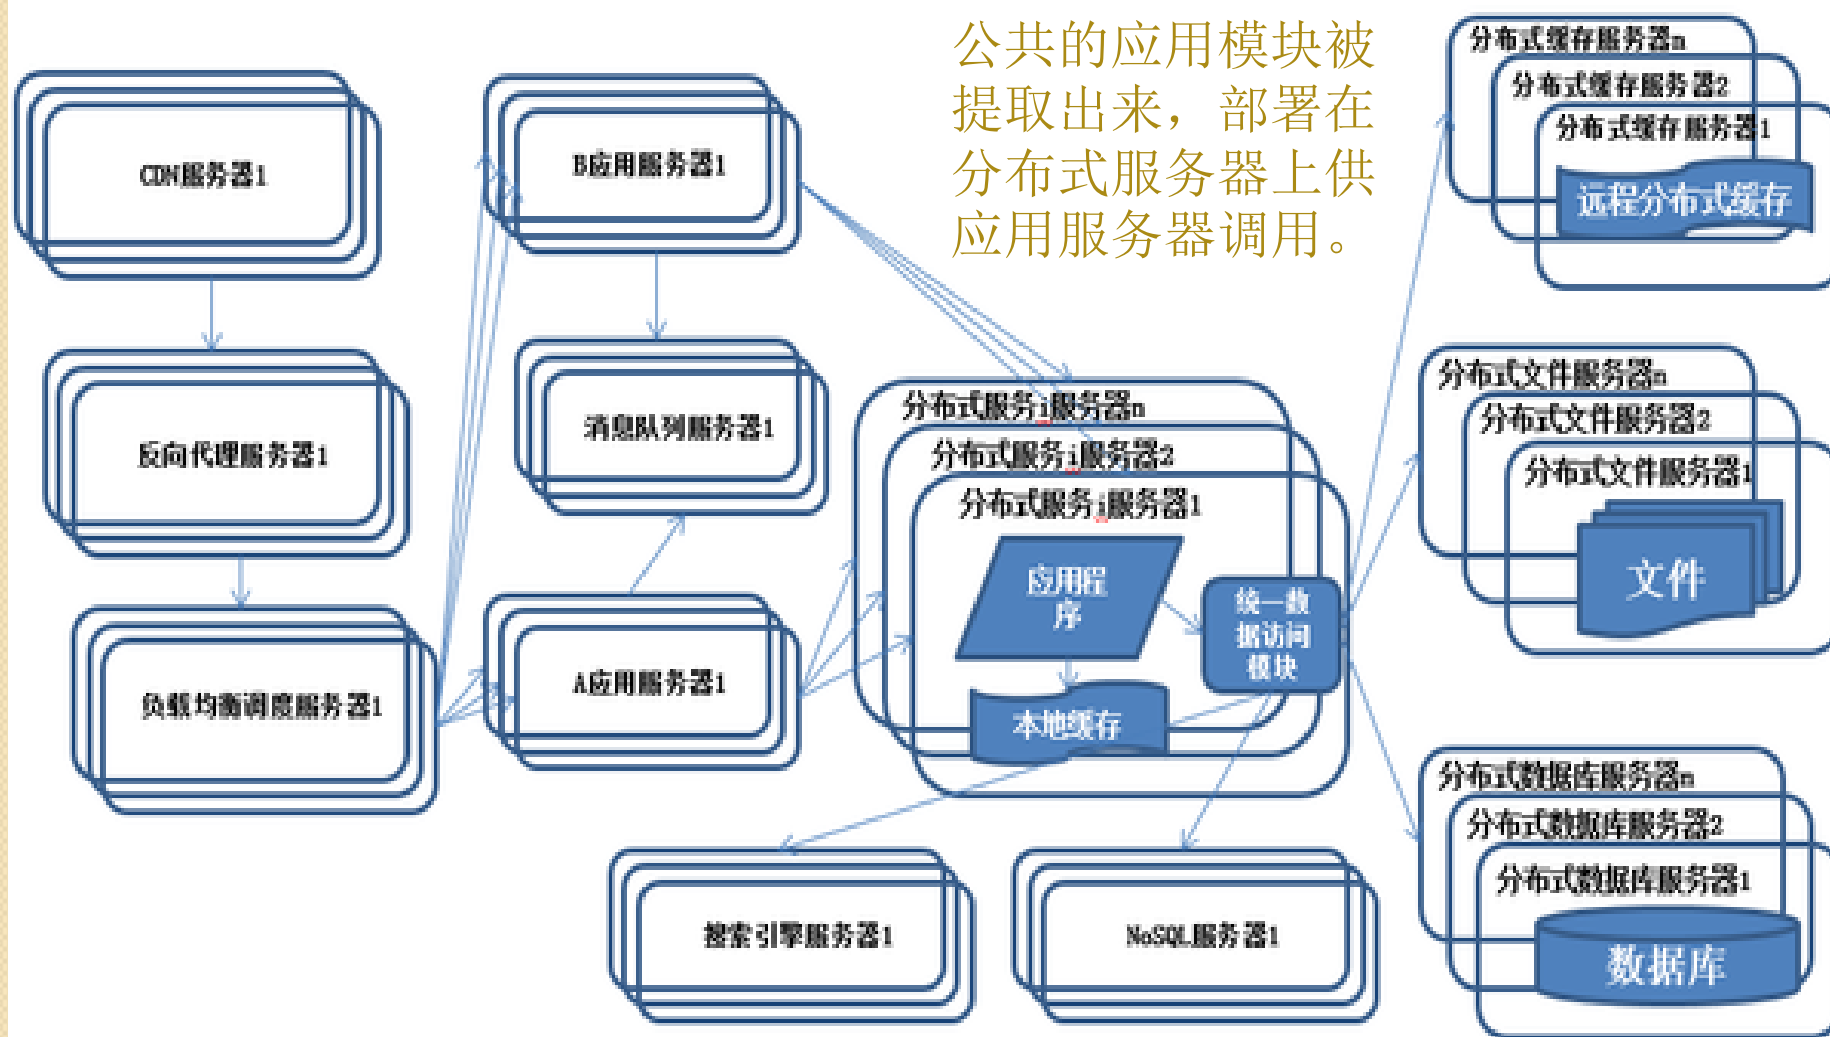 公共的应用模块被
提取出来，部署在
分布式服务器上供
应用服务器调用。
CDN服务器1
反向代理服务器1
负载均衡调度服务器1
B应用服务器1
消息队列服务器1
A应用服务器1
分布式服务i服务器n
分布式服务i服务器2
分布式服务i服务器1
应用程
序
本地缓存
统一数
据访问
模块
搜索引擎服务器1
NoSQL服务器1
分布式缓存服务器n
分布式缓存服务器2
分布式缓存服务器1
远程分布式缓存
分布式文件服务器n
分布式文件服务器2
分布式文件服务器1
文件
分布式数据库服务器n
分布式数据库服务器2
分布式数据库服务器1
数据库